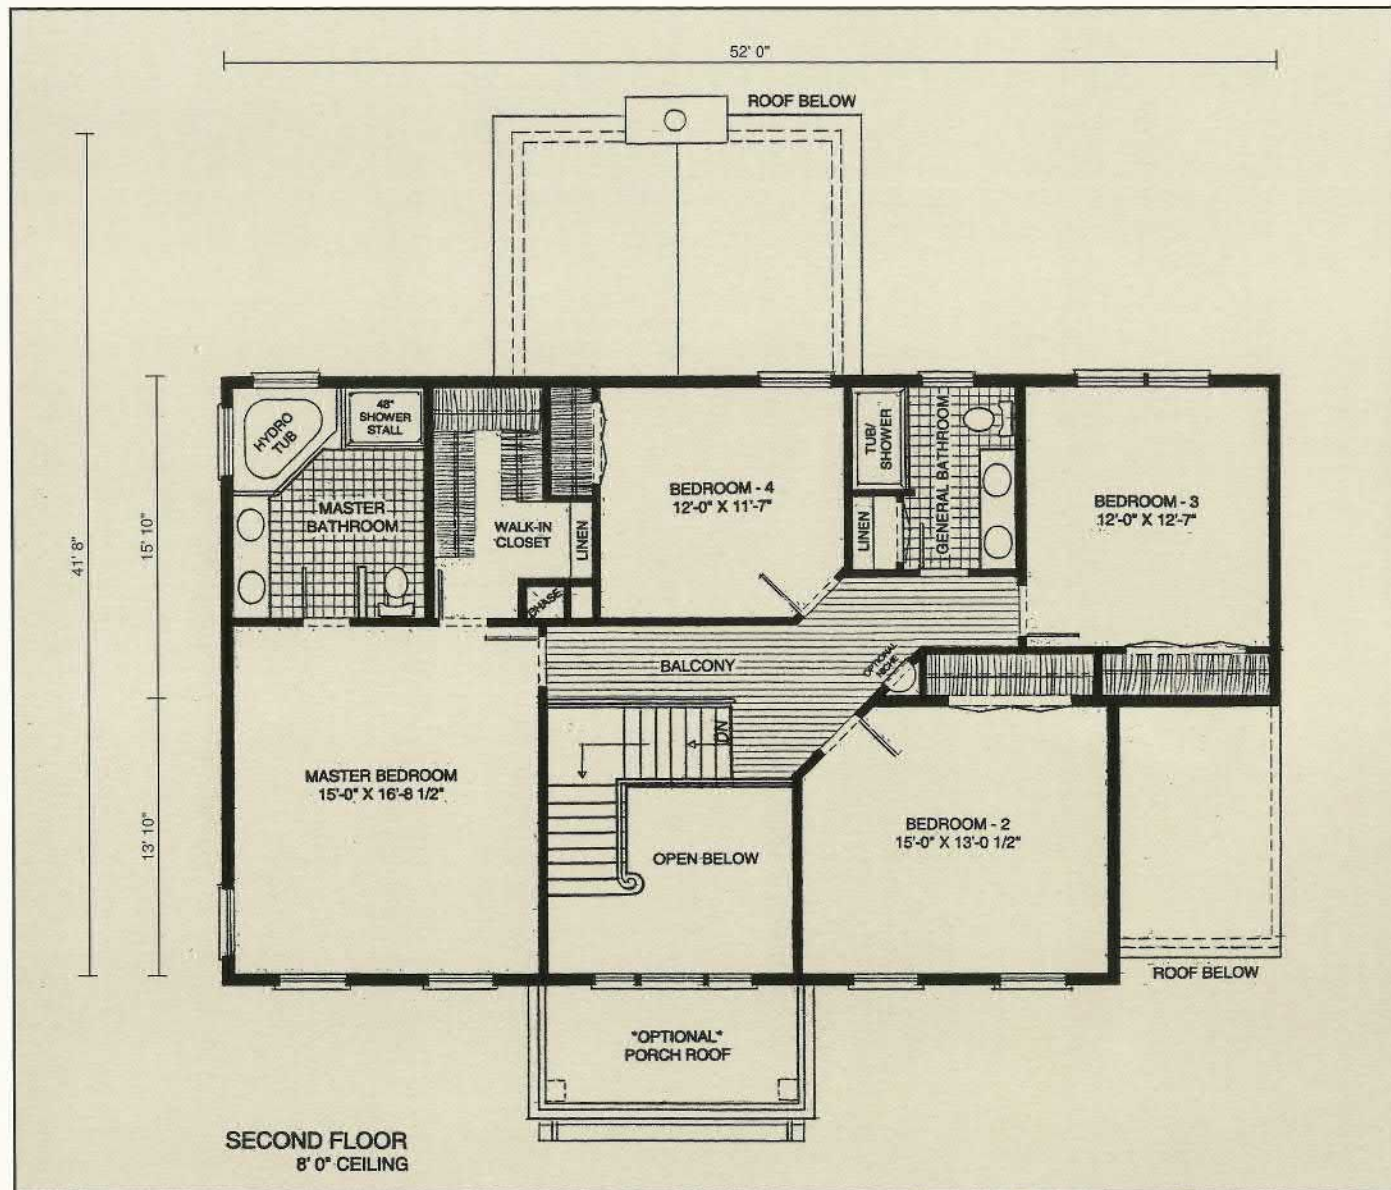 52' 0"
ROOF BELOW
41' 8"
15' 10"
13' 10"
HYDRO
TUB
48"
SHOWER
STALL
MASTER
BATHROOM
WALK-IN
CLOSET
LINEN
CHASE
BEDROOM - 4
12'-0" X 11'-7"
TUB/
SHOWER
LINEN
GENERAL BATHROOM
BEDROOM - 3
12'-0" X 12'-7"
BALCONY
OPTIONAL
NICHE
DN
MASTER BEDROOM
15'-0" X 16'-8 1/2"
OPEN BELOW
BEDROOM - 2
15'-0" X 13'-0 1/2"
ROOF BELOW
*OPTIONAL*
PORCH ROOF
SECOND FLOOR
8' 0" CEILING